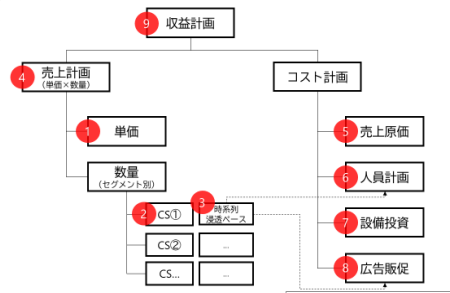 9 収益計画
4 売上計画
（単価×数量）
コスト計画
1 単価
5 売上原価
数量
（セグメント別）
6 人員計画
2 CS①
3 時系列
浸透ペース
7 設備投資
CS②
...
8 広告販促
CS...
...